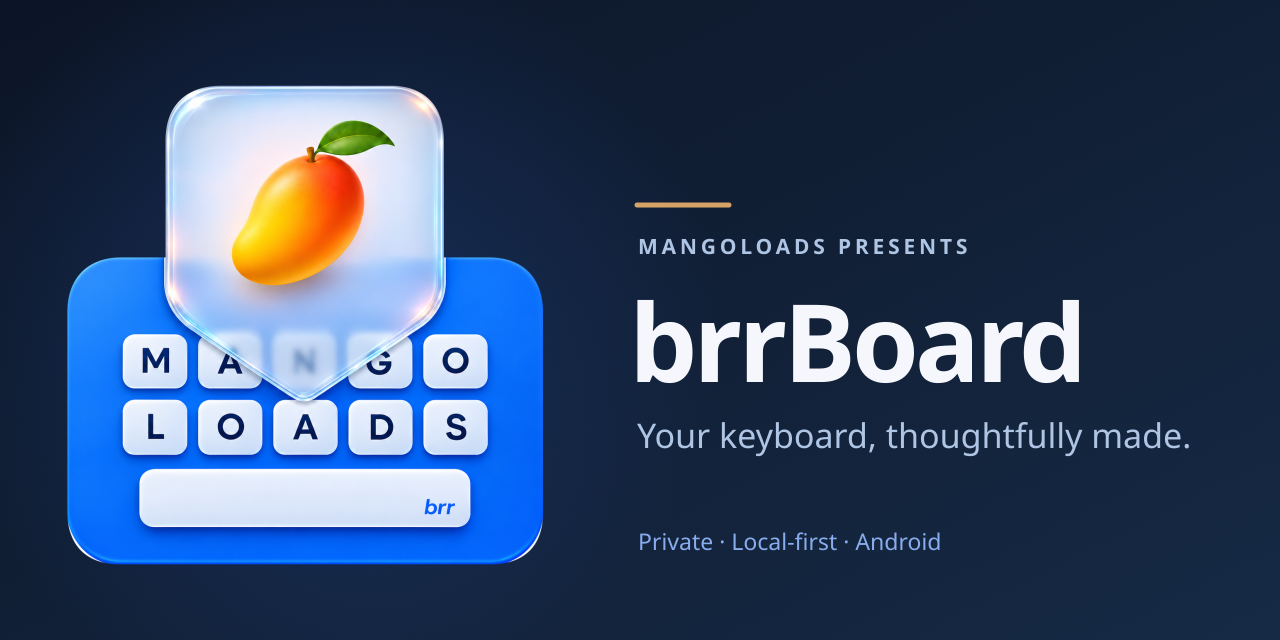 M A N G O
L O A D S
brr
MANGOLOADS PRESENTS
brrBoard
Your keyboard, thoughtfully made.
Private · Local-first · Android